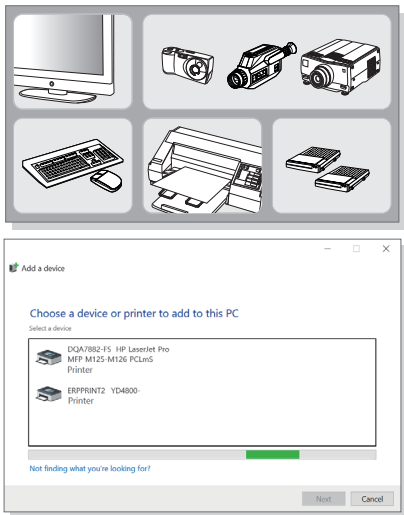 Add a device
Choose a device or printer to add to this PC
Select a device
DQA7882-F5 HP LaserJet Pro
MFP M125-M126 PCLmS
Printer
ERPPRINT2 YD4800-
Printer
Not finding what you're looking for?
Next
Cancel